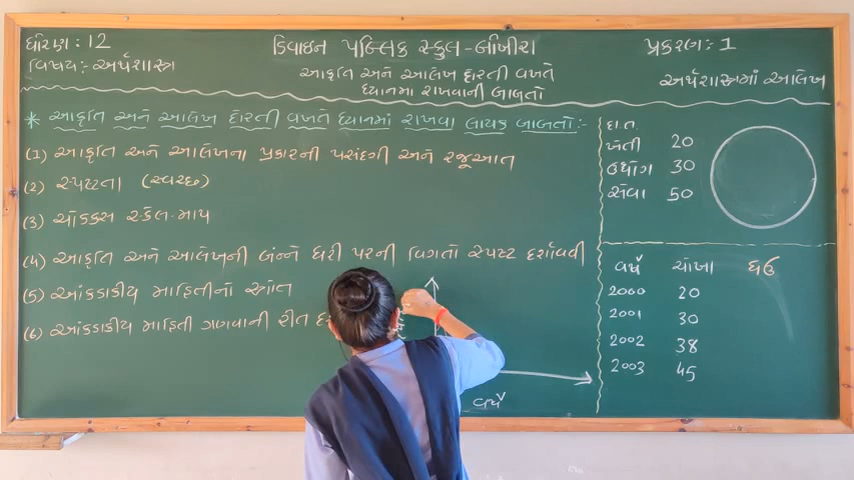 ધોરણ : 12
વિષય :- અર્થશાસ્ત્ર
ડિવાઇન પબ્લિક સ્કુલ - લીંબીરા
પ્રકરણ : 1
આકૃતિ અને આલેખ દોરતી વખતે
ધ્યાનમાં રાખવાની બાબતો
અર્થશાસ્ત્રમાં આલેખ
* આકૃતિ અને આલેખ દોરતી વખતે ધ્યાનમાં રાખવા લાયક બાબતો :-
(1) આકૃતિ અને આલેખના પ્રકારની પસંદગી અને રજૂઆત
(2) સ્પષ્ટતા (સ્વચ્છ)
(3) ચોક્કસ સ્કેલ-માપ
(4) આકૃતિ અને આલેખની બંન્ને ધરી પરની વિગતો સ્પષ્ટ દર્શાવવી
(5) આંકડાકીય માહિતીનો સ્રોત
(6) આંકડાકીય માહિતી ગણવાની રીત
વર્ષ
દા.ત.
ખેતી 20
ઉધોગ 30
સેવા 50
વર્ષ ચોખા ઘઉ
2000 20
2001 30
2002 38
2003 45